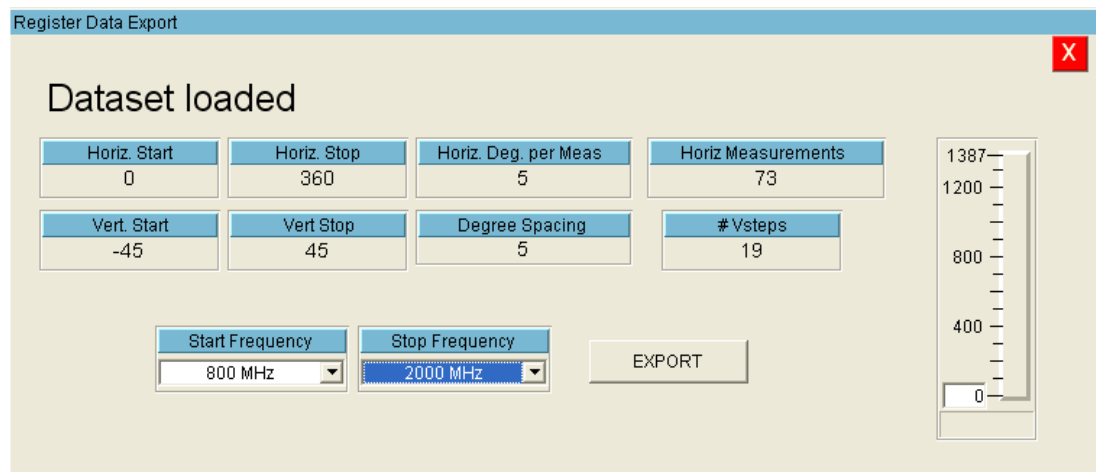 Register Data Export
X
Dataset loaded
Horiz. Start Horiz. Stop Horiz. Deg. per Meas Horiz Measurements
0 360 5 73
Vert. Start Vert Stop Degree Spacing # Vsteps
-45 45 5 19
Start Frequency Stop Frequency
800 MHz 2000 MHz EXPORT
1387
1200
800
400
0